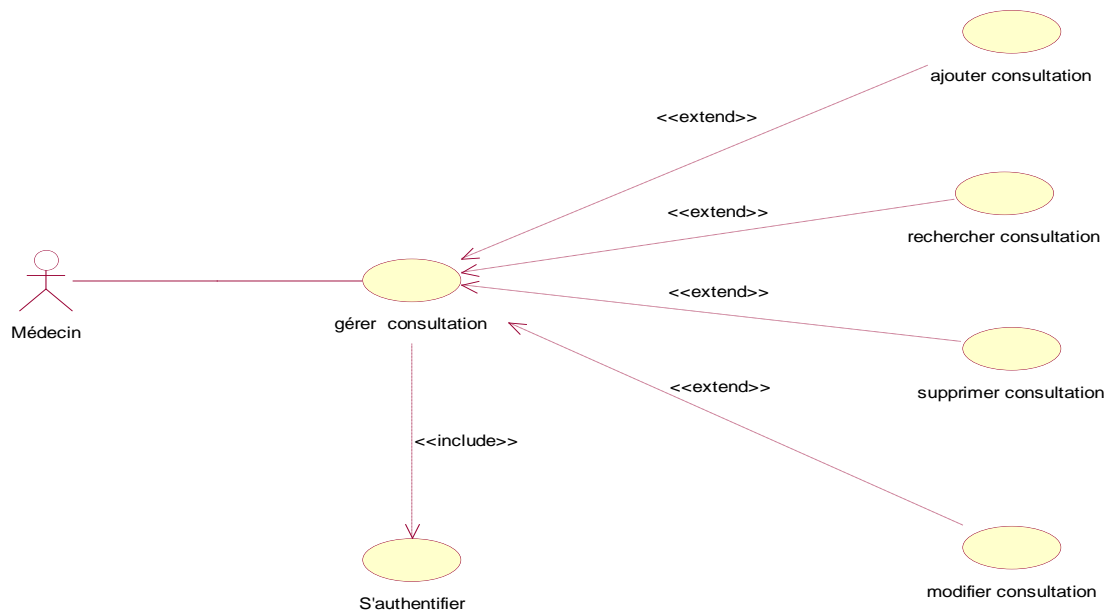 ajouter consultation
<<extend>>
<<extend>>
rechercher consultation
<<extend>>
Médecin
gérer consultation
<<extend>>
supprimer consultation
<<include>>
modifier consultation
S'authentifier